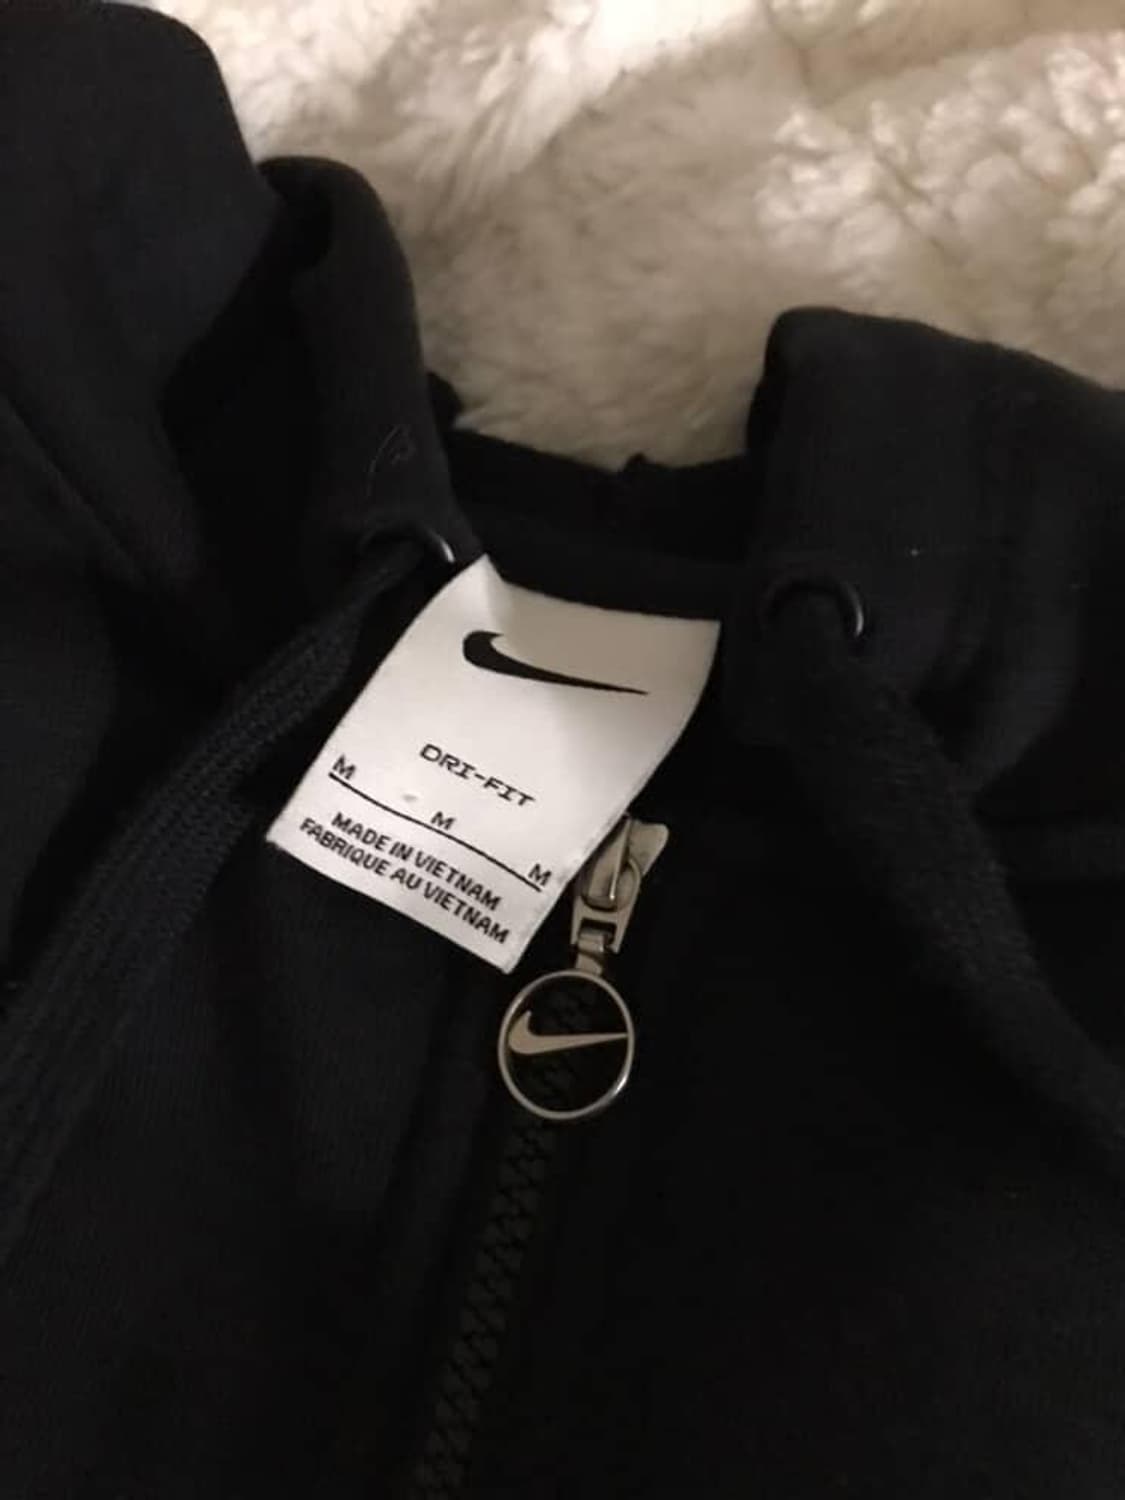 DRI-FIT
M M M
MADE IN VIETNAM
FABRIQUE AU VIETNAM